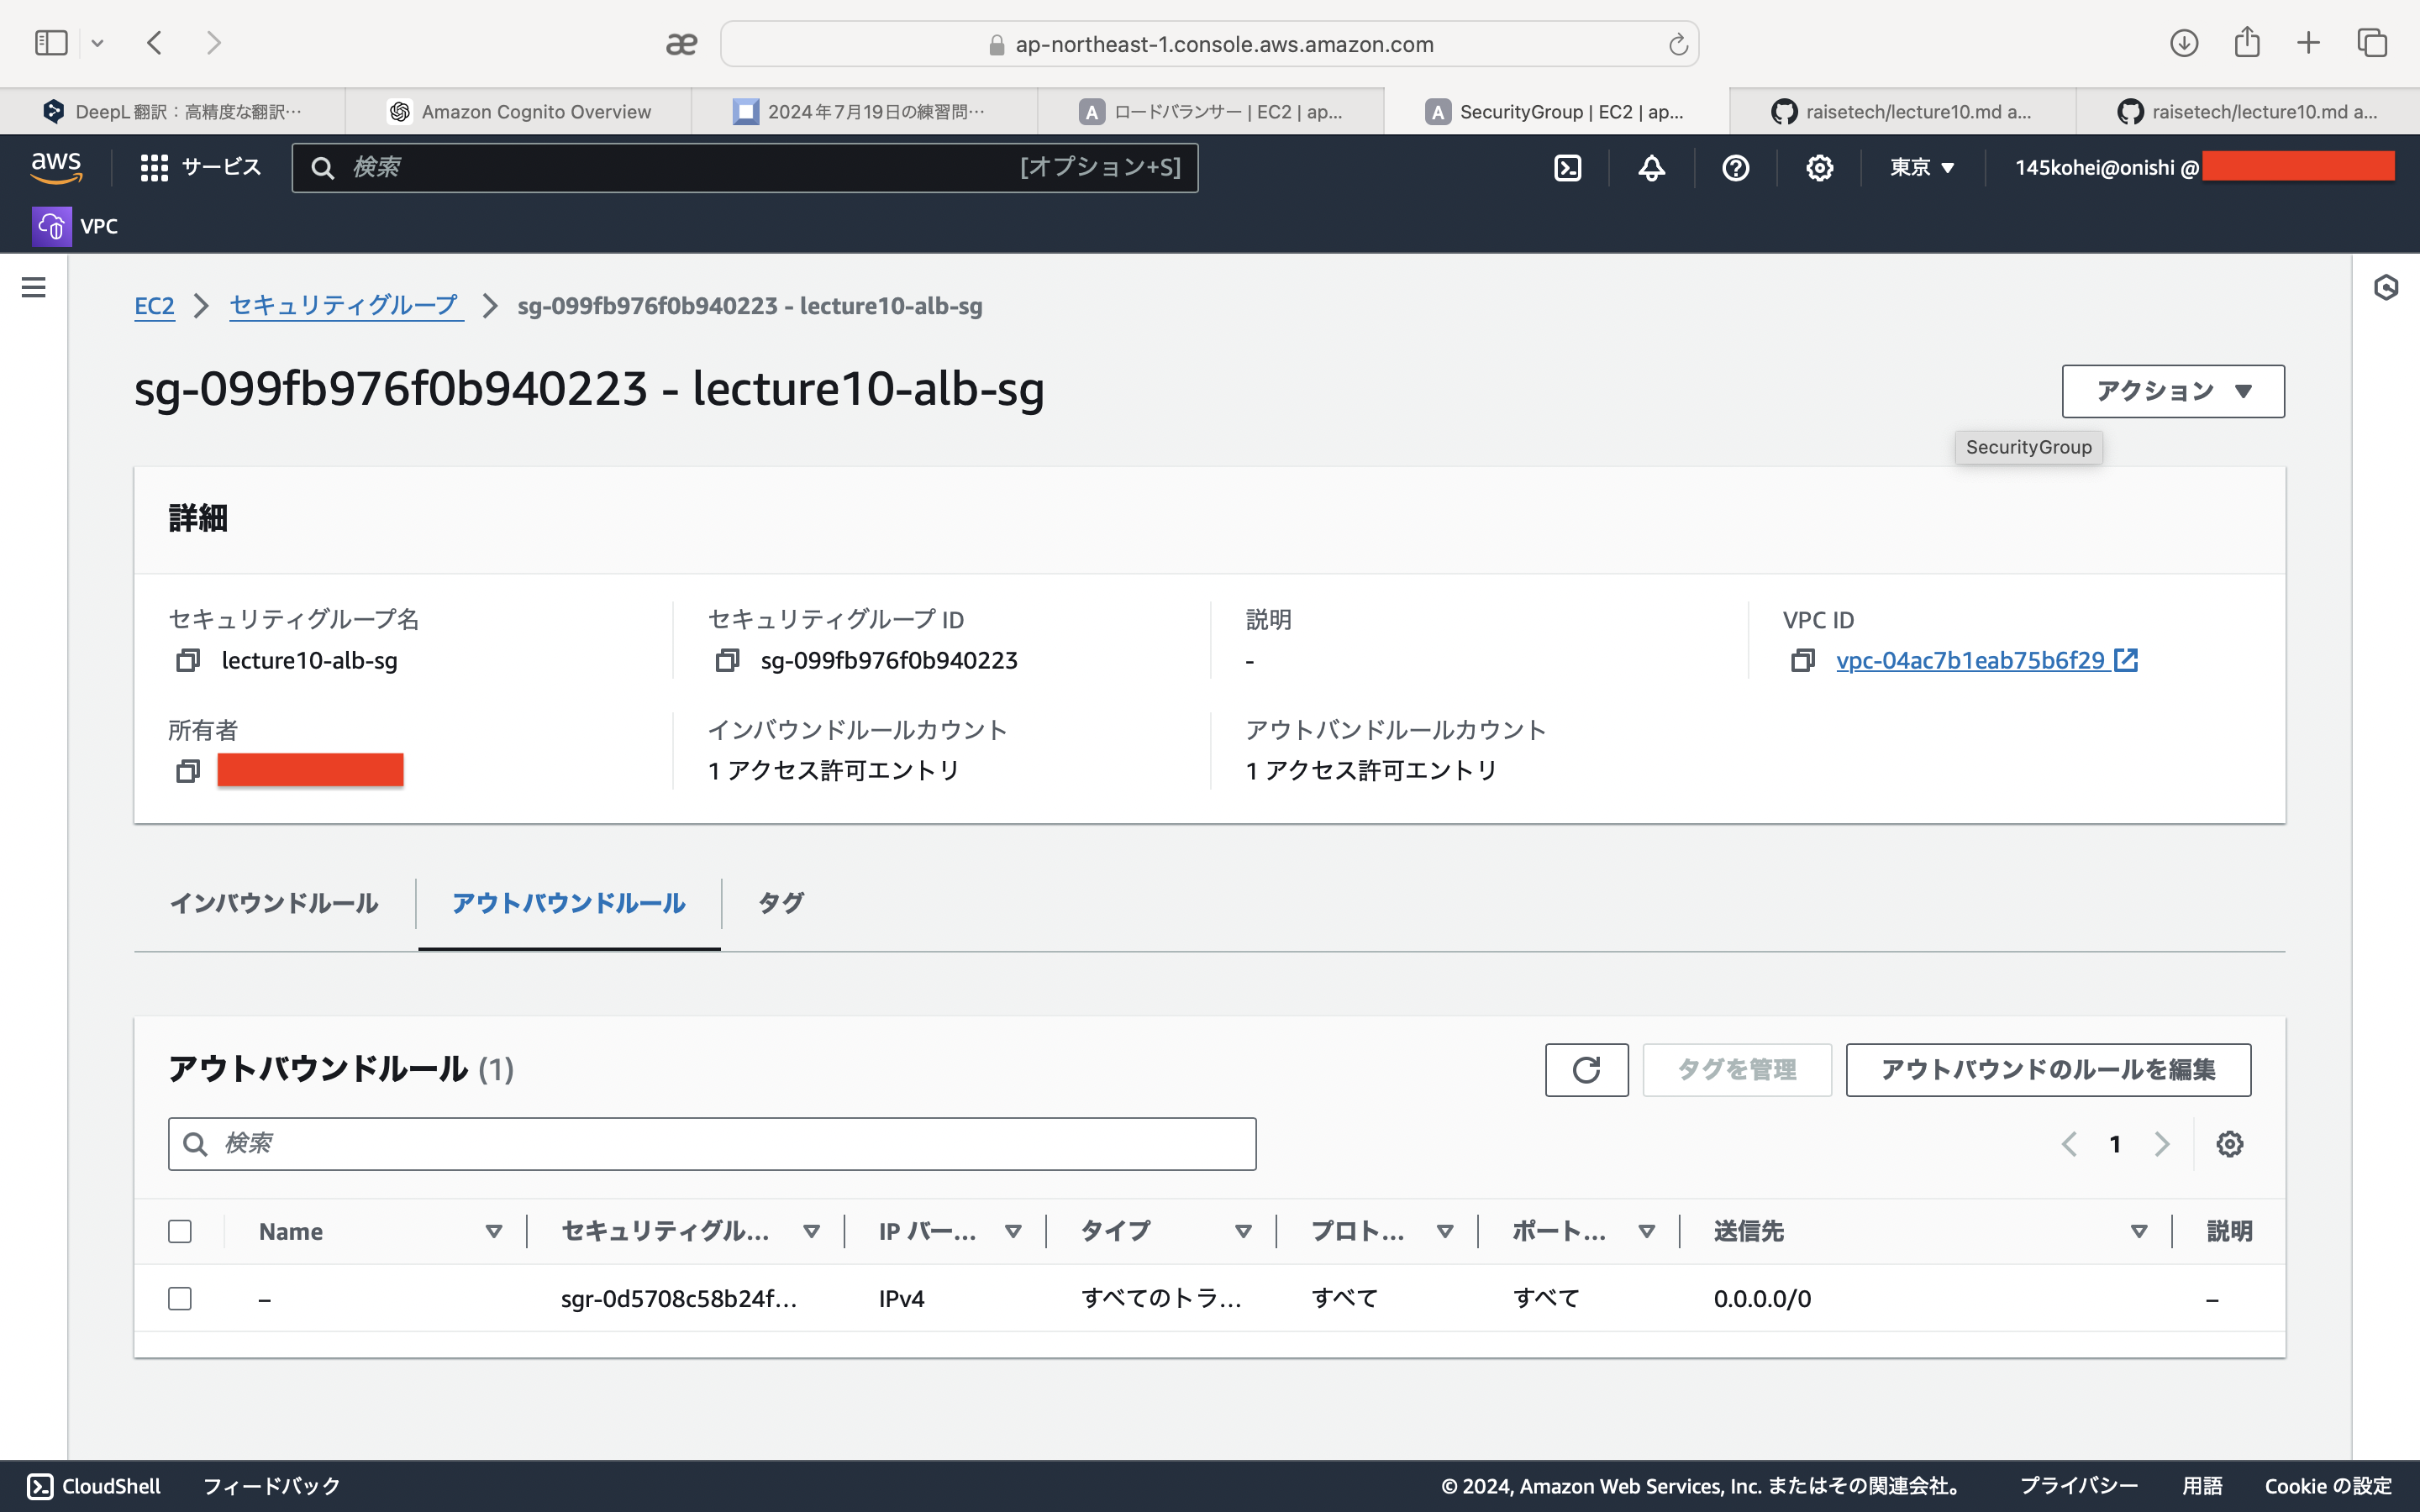 ap-northeast-1.console.aws.amazon.com
DeepL 翻訳：高精度な翻訳…
Amazon Cognito Overview
2024年7月19日の練習問…
ロードバランサー | EC2 | ap...
SecurityGroup | EC2 | ap...
raisetech/lecture10.md a...
raisetech/lecture10.md a...
aws
サービス
検索
[オプション+S]
東京
145kohei@onishi @
VPC
EC2
セキュリティグループ
sg-099fb976f0b940223 - lecture10-alb-sg
sg-099fb976f0b940223 - lecture10-alb-sg
アクション
SecurityGroup
詳細
セキュリティグループ名
lecture10-alb-sg
セキュリティグループ ID
sg-099fb976f0b940223
説明
-
VPC ID
vpc-04ac7b1eab75b6f29
所有者
インバウンドルールカウント
1 アクセス許可エントリ
アウトバンドルールカウント
1 アクセス許可エントリ
インバウンドルール
アウトバウンドルール
タグ
アウトバウンドルール (1)
タグを管理
アウトバウンドのルールを編集
検索
1
Name
セキュリティグル...
IP バー...
タイプ
プロト...
ポート...
送信先
説明
–
sgr-0d5708c58b24f...
IPv4
すべてのトラ...
すべて
すべて
0.0.0.0/0
–
CloudShell
フィードバック
© 2024, Amazon Web Services, Inc. またはその関連会社。
プライバシー
用語
Cookie の設定